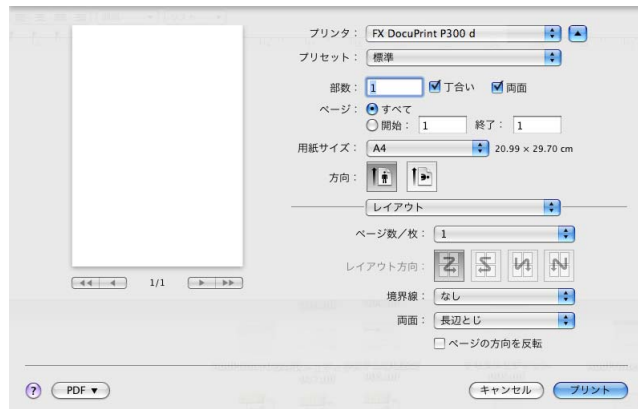 プリンタ： FX DocuPrint P300 d
プリセット： 標準
部数： 1 丁合い 両面
ページ： すべて
開始： 1 終了： 1
用紙サイズ： A4 20.99 × 29.70 cm
方向：
レイアウト
ページ数／枚： 1
レイアウト方向：
1/1
境界線： なし
両面： 長辺とじ
ページの方向を反転
? PDF ▼ キャンセル プリント